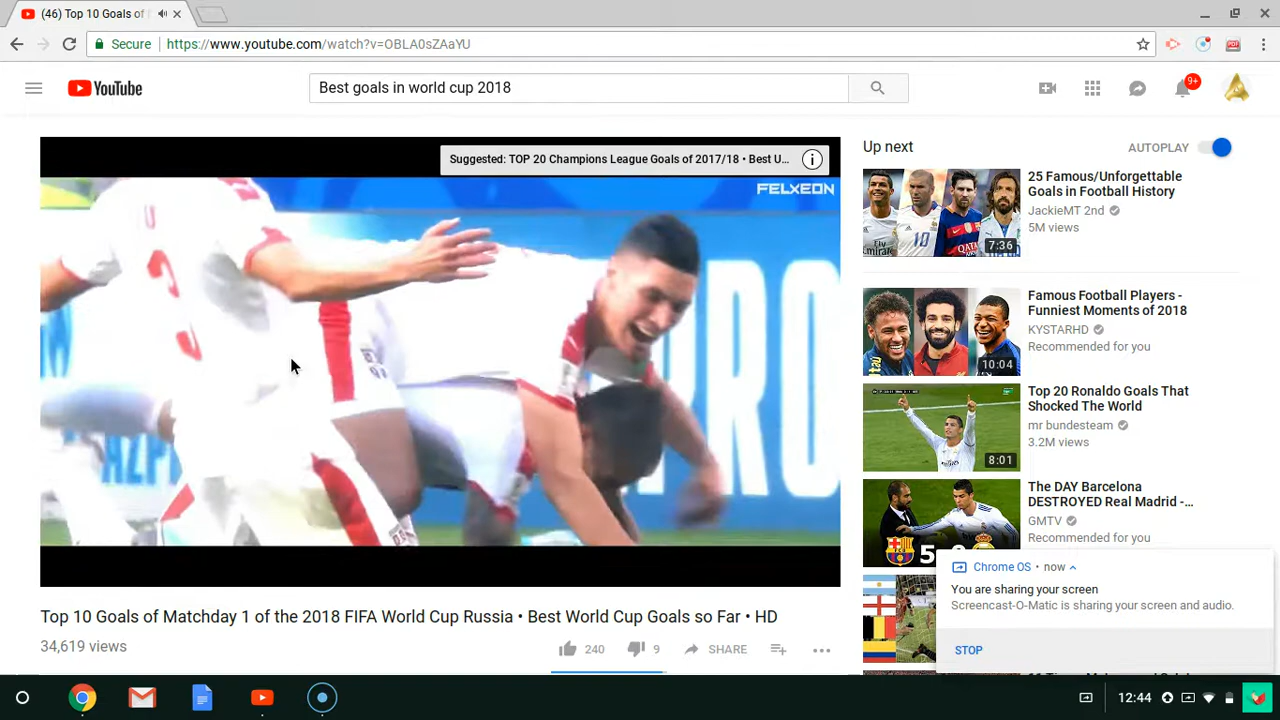 (46) Top 10 Goals of
Secure
https://www.youtube.com/watch?v=OBLA0sZAaYU
YouTube
Best goals in world cup 2018
9+
Suggested: TOP 20 Champions League Goals of 2017/18 • Best U...
FELXEON
PRO
Up next
AUTOPLAY
25 Famous/Unforgettable
Goals in Football History
JackieMT 2nd
5M views
7:36
Famous Football Players -
Funniest Moments of 2018
KYSTARHD
Recommended for you
10:04
Top 20 Ronaldo Goals That
Shocked The World
mr bundesteam
3.2M views
8:01
The DAY Barcelona
DESTROYED Real Madrid -...
GMTV
Recommended for you
5
Chrome OS • now
You are sharing your screen
Screencast-O-Matic is sharing your screen and audio.
STOP
Top 10 Goals of Matchday 1 of the 2018 FIFA World Cup Russia • Best World Cup Goals so Far • HD
34,619 views
240
9
SHARE
12:44